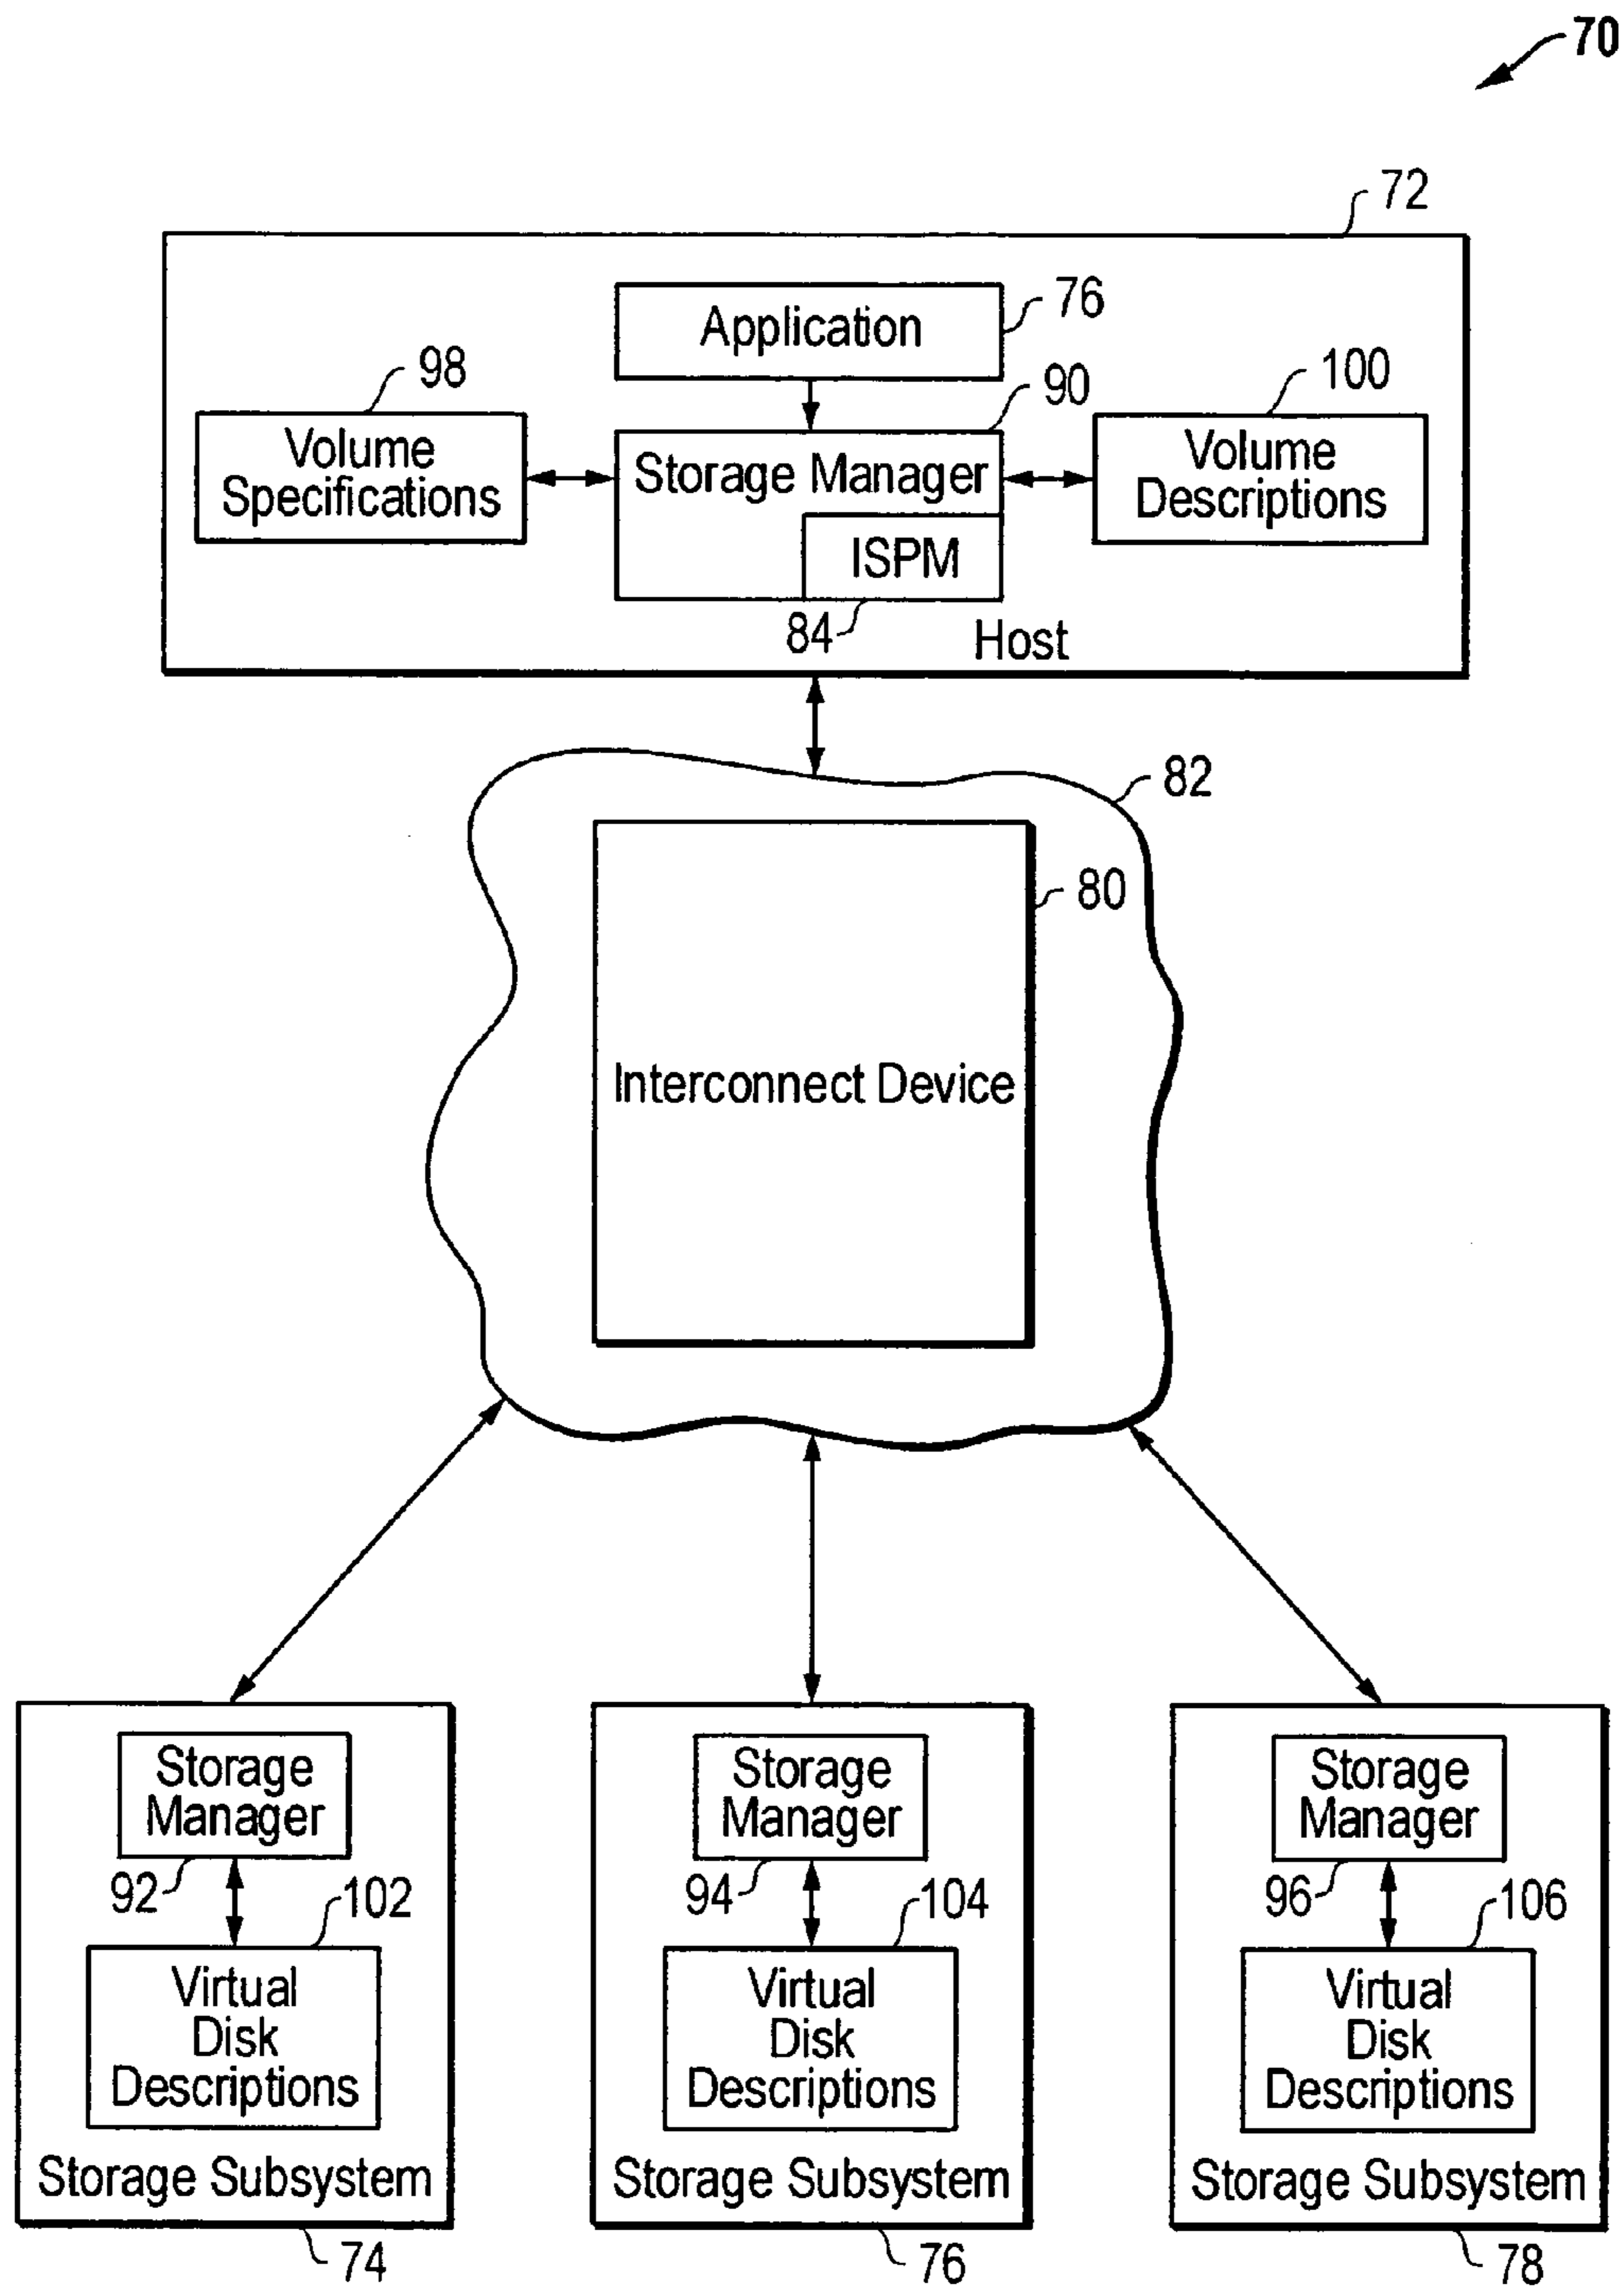 70
72
Application
76
98
90
100
Volume
Specifications
Storage Manager
Volume
Descriptions
ISPM
84
Host
82
80
Interconnect Device
Storage
Manager
92
102
Virtual
Disk
Descriptions
Storage Subsystem
74
Storage
Manager
94
104
Virtual
Disk
Descriptions
Storage Subsystem
76
Storage
Manager
96
106
Virtual
Disk
Descriptions
Storage Subsystem
78